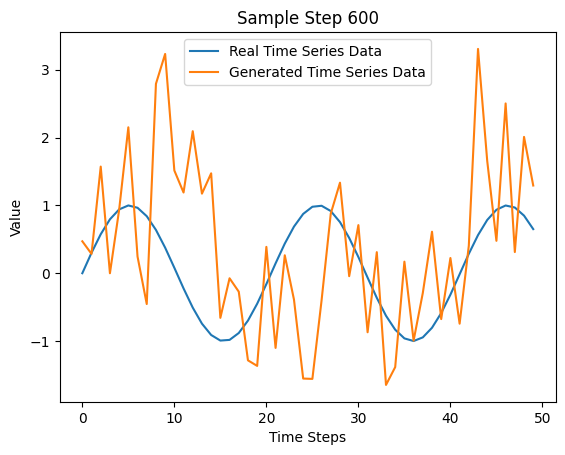 Sample Step 600
Real Time Series Data
Generated Time Series Data
Value
3
2
1
0
−1
0
10
20
30
40
50
Time Steps